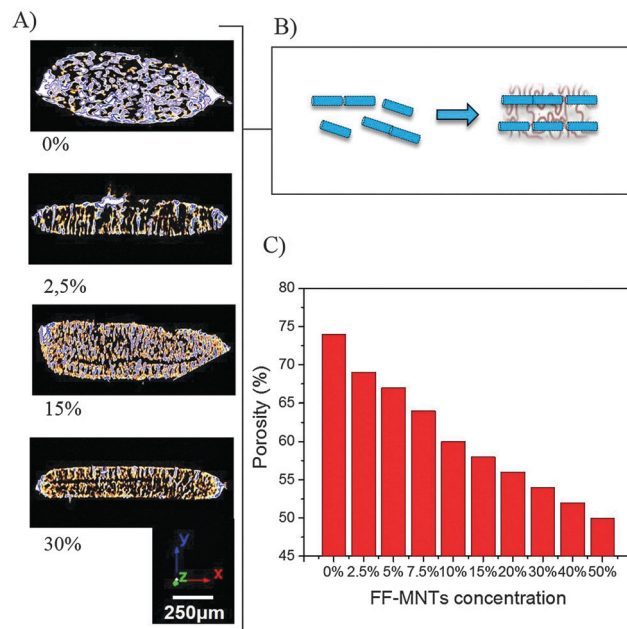 A)
0%
2,5%
15%
30%
y
z
x
250µm
B)
C)
Porosity (%)
80
75
70
65
60
55
50
45
0% 2.5% 5% 7.5% 10% 15% 20% 30% 40% 50%
FF-MNTs concentration